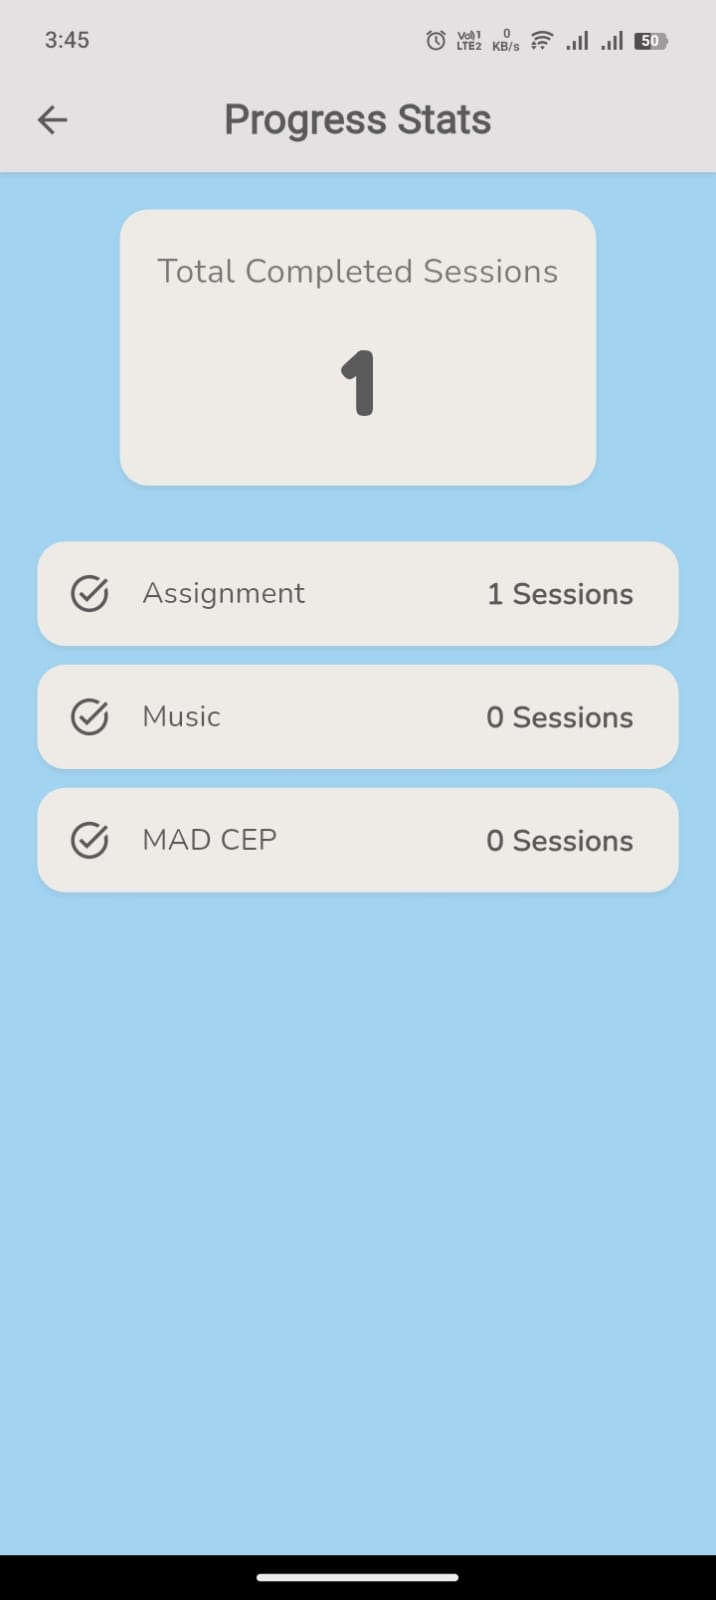 3:45
Vo))1
LTE2
0
KB/s
50
Progress Stats
Total Completed Sessions
1
Assignment 1 Sessions
Music 0 Sessions
MAD CEP 0 Sessions